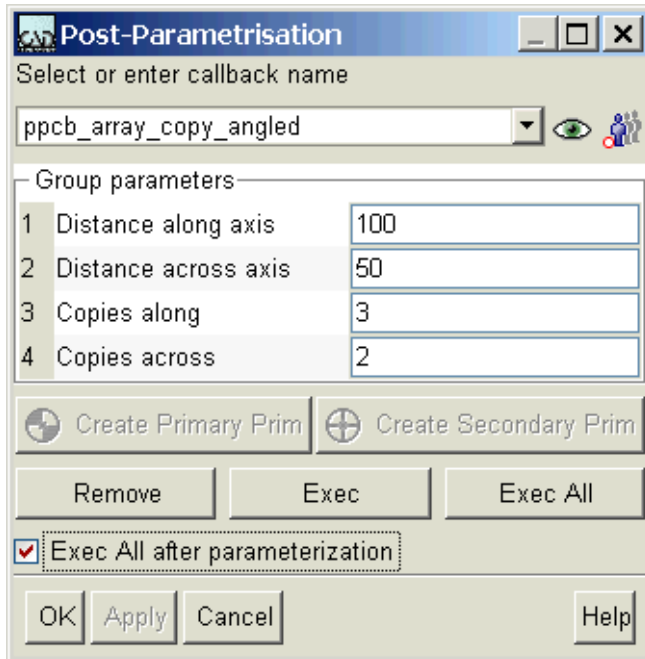 CAD Post-Parametrisation
Select or enter callback name
ppcb_array_copy_angled
Group parameters
1 Distance along axis 100
2 Distance across axis 50
3 Copies along 3
4 Copies across 2
Create Primary Prim Create Secondary Prim
Remove Exec Exec All
Exec All after parameterization
OK Apply Cancel Help